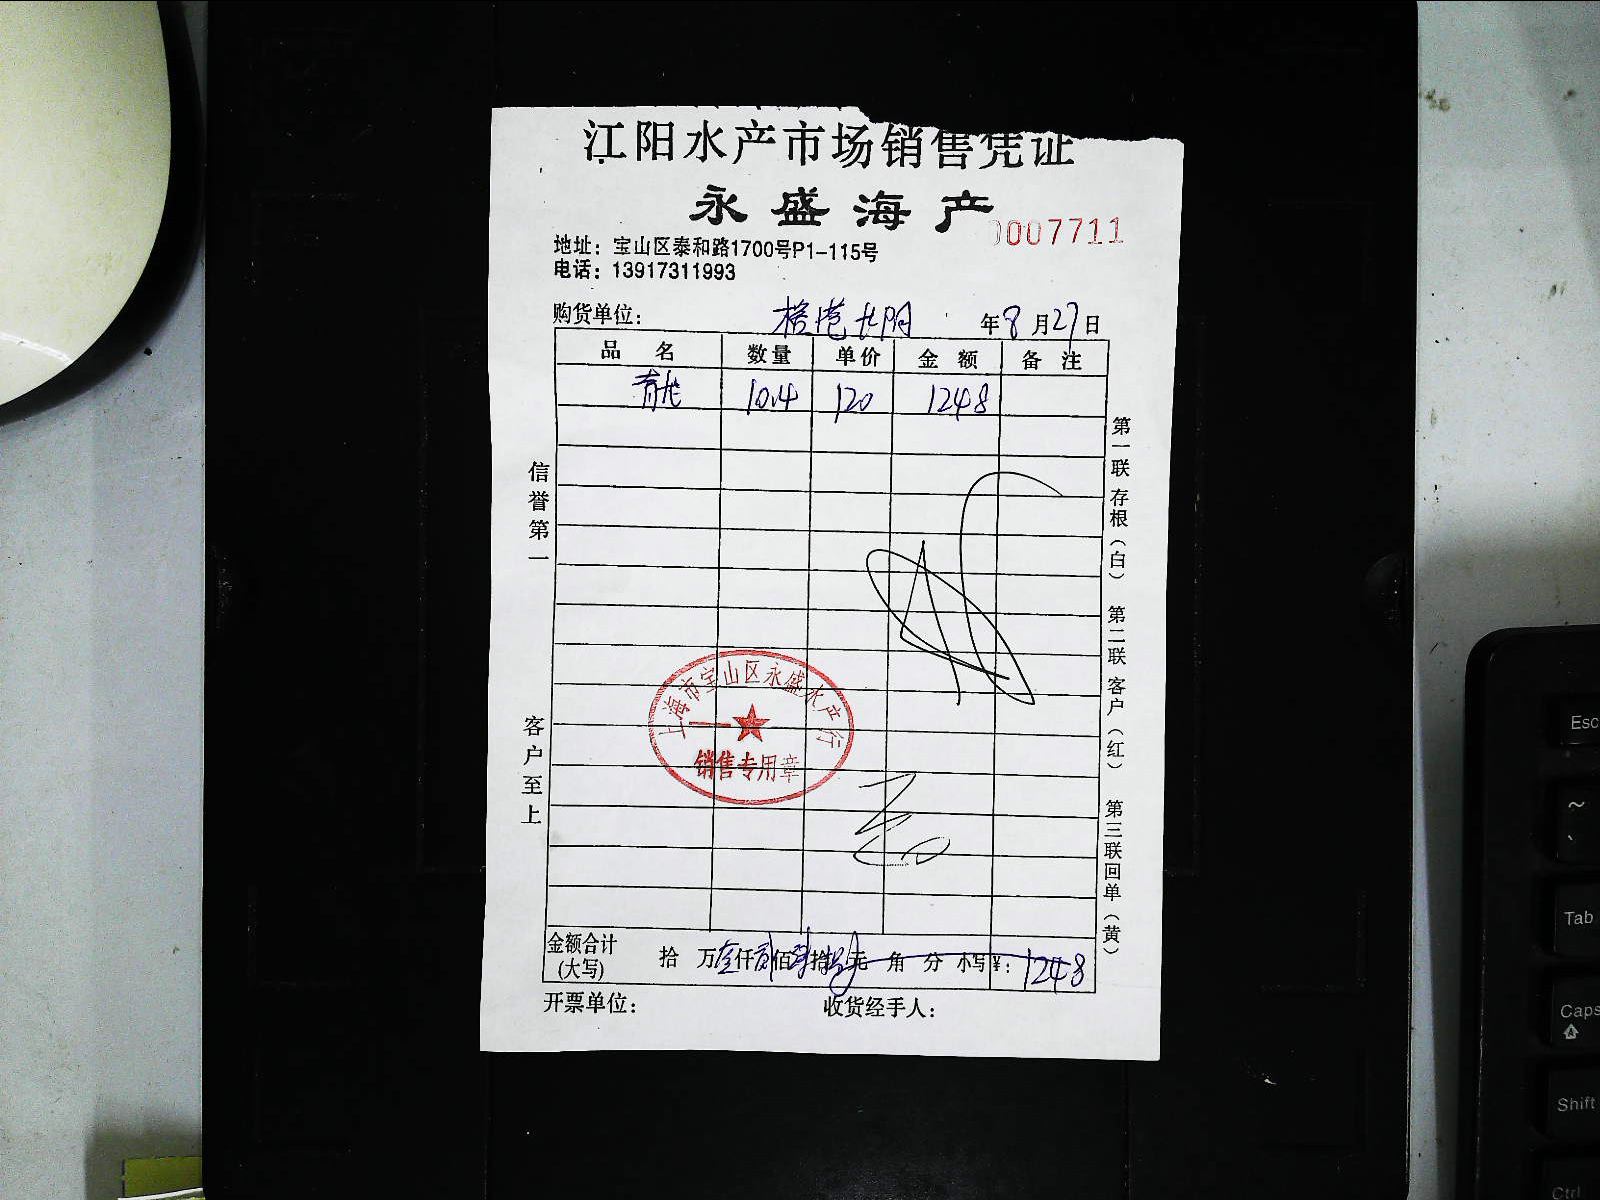 江阳水产市场销售凭证
永盛海产
0007711
地址：宝山区泰和路1700号P1-115号
电话：13917311993
购货单位： 年8月27日
品名 数量 单价 金额 备注
10.4 120 1248
信誉第一
客户至上
第一联 存根（白） 第二联 客户（红） 第三联 回单（黄）
上海市宝山区永盛水产行
销售专用章
金额合计 拾 万壹仟贰佰肆拾捌元 角 分 小写¥：1248
(大写)
开票单位： 收货经手人：
Esc
~
、
Tab
Caps
Shift
Ctrl